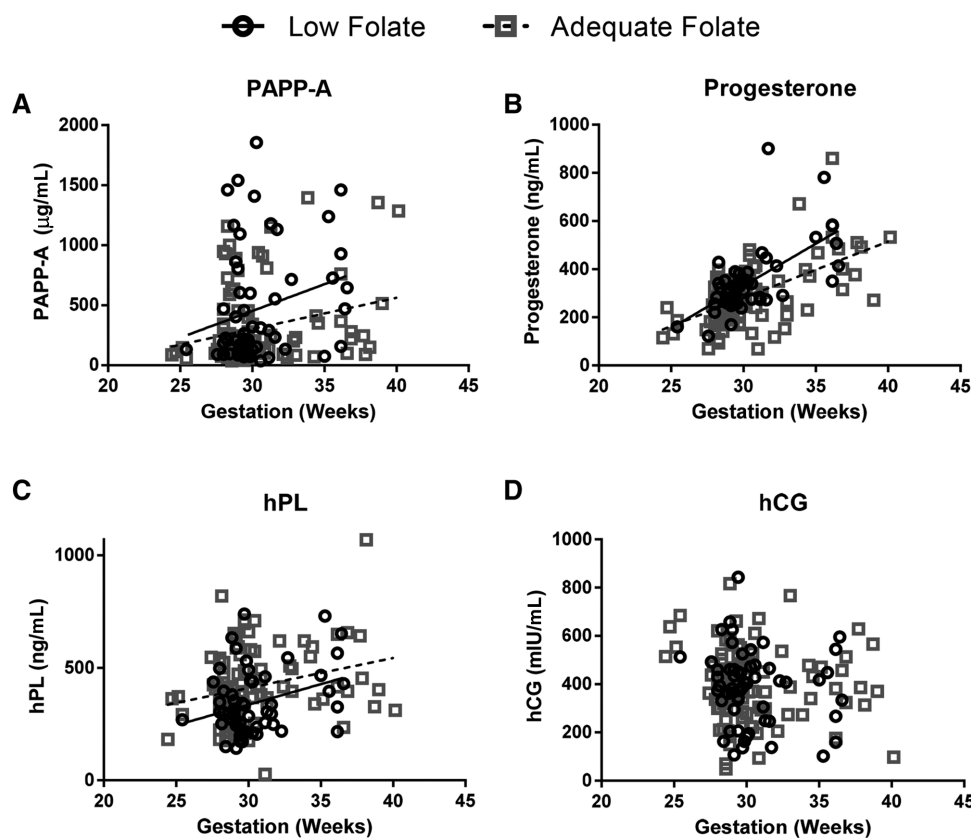 Low Folate Adequate Folate
A PAPP-A
2000
1500
1000
500
0
PAPP-A (μg/mL)
20 25 30 35 40 45
Gestation (Weeks)
B Progesterone
1000
800
600
400
200
0
Progesterone (ng/mL)
20 25 30 35 40 45
Gestation (Weeks)
C hPL
1000
500
0
hPL (ng/mL)
20 25 30 35 40 45
Gestation (Weeks)
D hCG
1000
800
600
400
200
0
hCG (mIU/mL)
20 25 30 35 40 45
Gestation (Weeks)